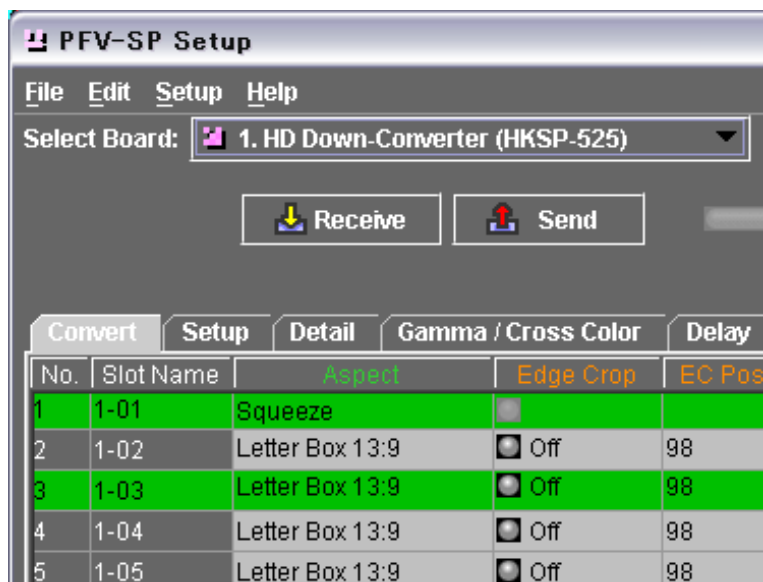 PFV-SP Setup
File Edit Setup Help
Select Board: 1. HD Down-Converter (HKSP-525)
Receive Send
Convert Setup Detail Gamma / Cross Color Delay
No. Slot Name Aspect Edge Crop EC Pos
1 1-01 Squeeze
2 1-02 Letter Box 13:9 Off 98
3 1-03 Letter Box 13:9 Off 98
4 1-04 Letter Box 13:9 Off 98
5 1-05 Letter Box 13:9 Off 98